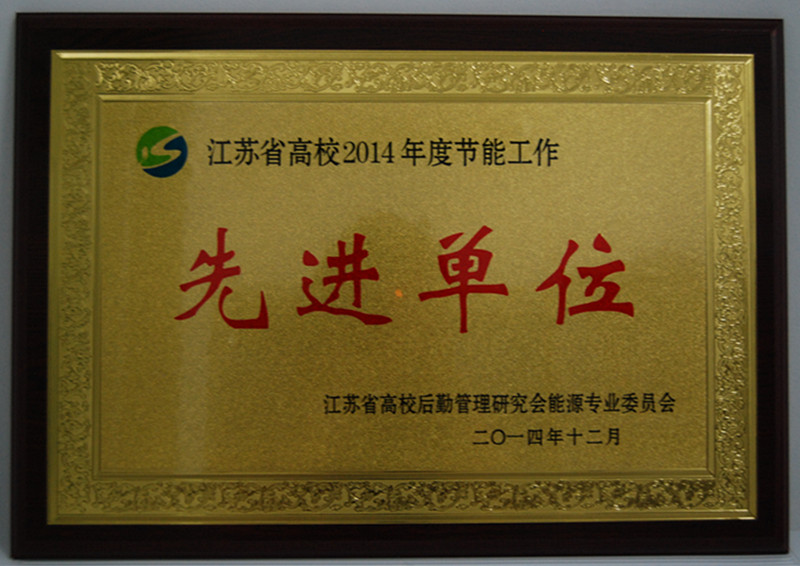 江苏省高校2014年度节能工作
先进单位
江苏省高校后勤管理研究会能源专业委员会
二〇一四年十二月